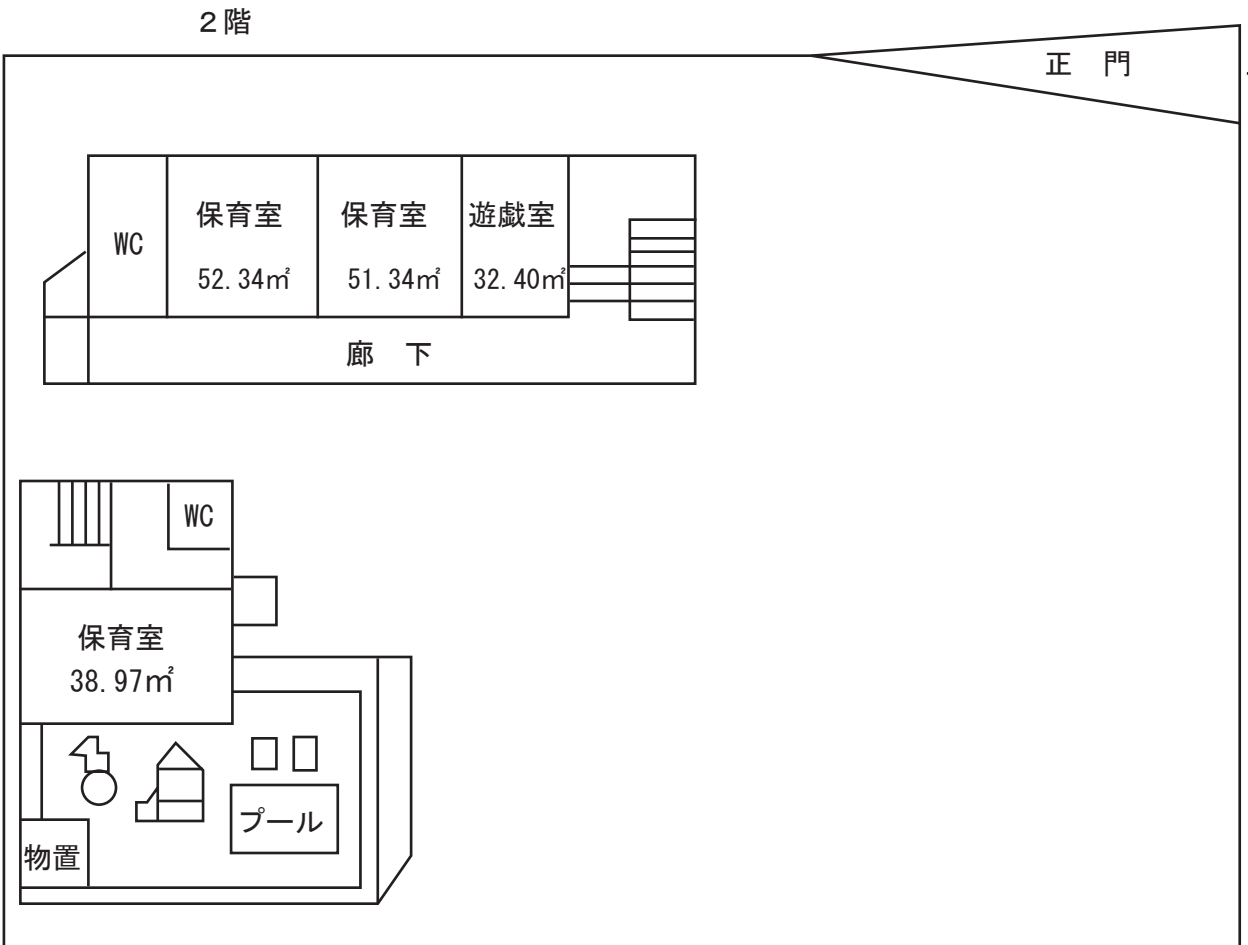 ２階
正　門
WC
保育室
52.34㎡
保育室
51.34㎡
遊戯室
32.40㎡
廊　下
WC
保育室
38.97㎡
プール
物置